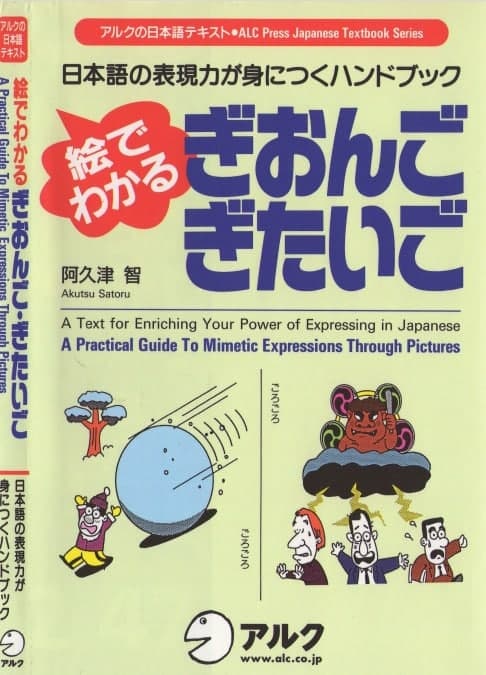 アルクの
日本語
テキスト
絵でわかる ぎおんご・ぎたいご
A Practical Guide To Mimetic Expressions Through Pictures
日本語の表現力が
身につくハンドブック
アルク
アルクの日本語テキスト●ALC Press Japanese Textbook Series
日本語の表現力が身につくハンドブック
絵で
わかる
ぎおんご
ぎたいご
阿久津 智
Akutsu Satoru
A Text for Enriching Your Power of Expressing in Japanese
A Practical Guide To Mimetic Expressions Through Pictures
ごろごろ
ごろごろ
アルク
www.alc.co.jp